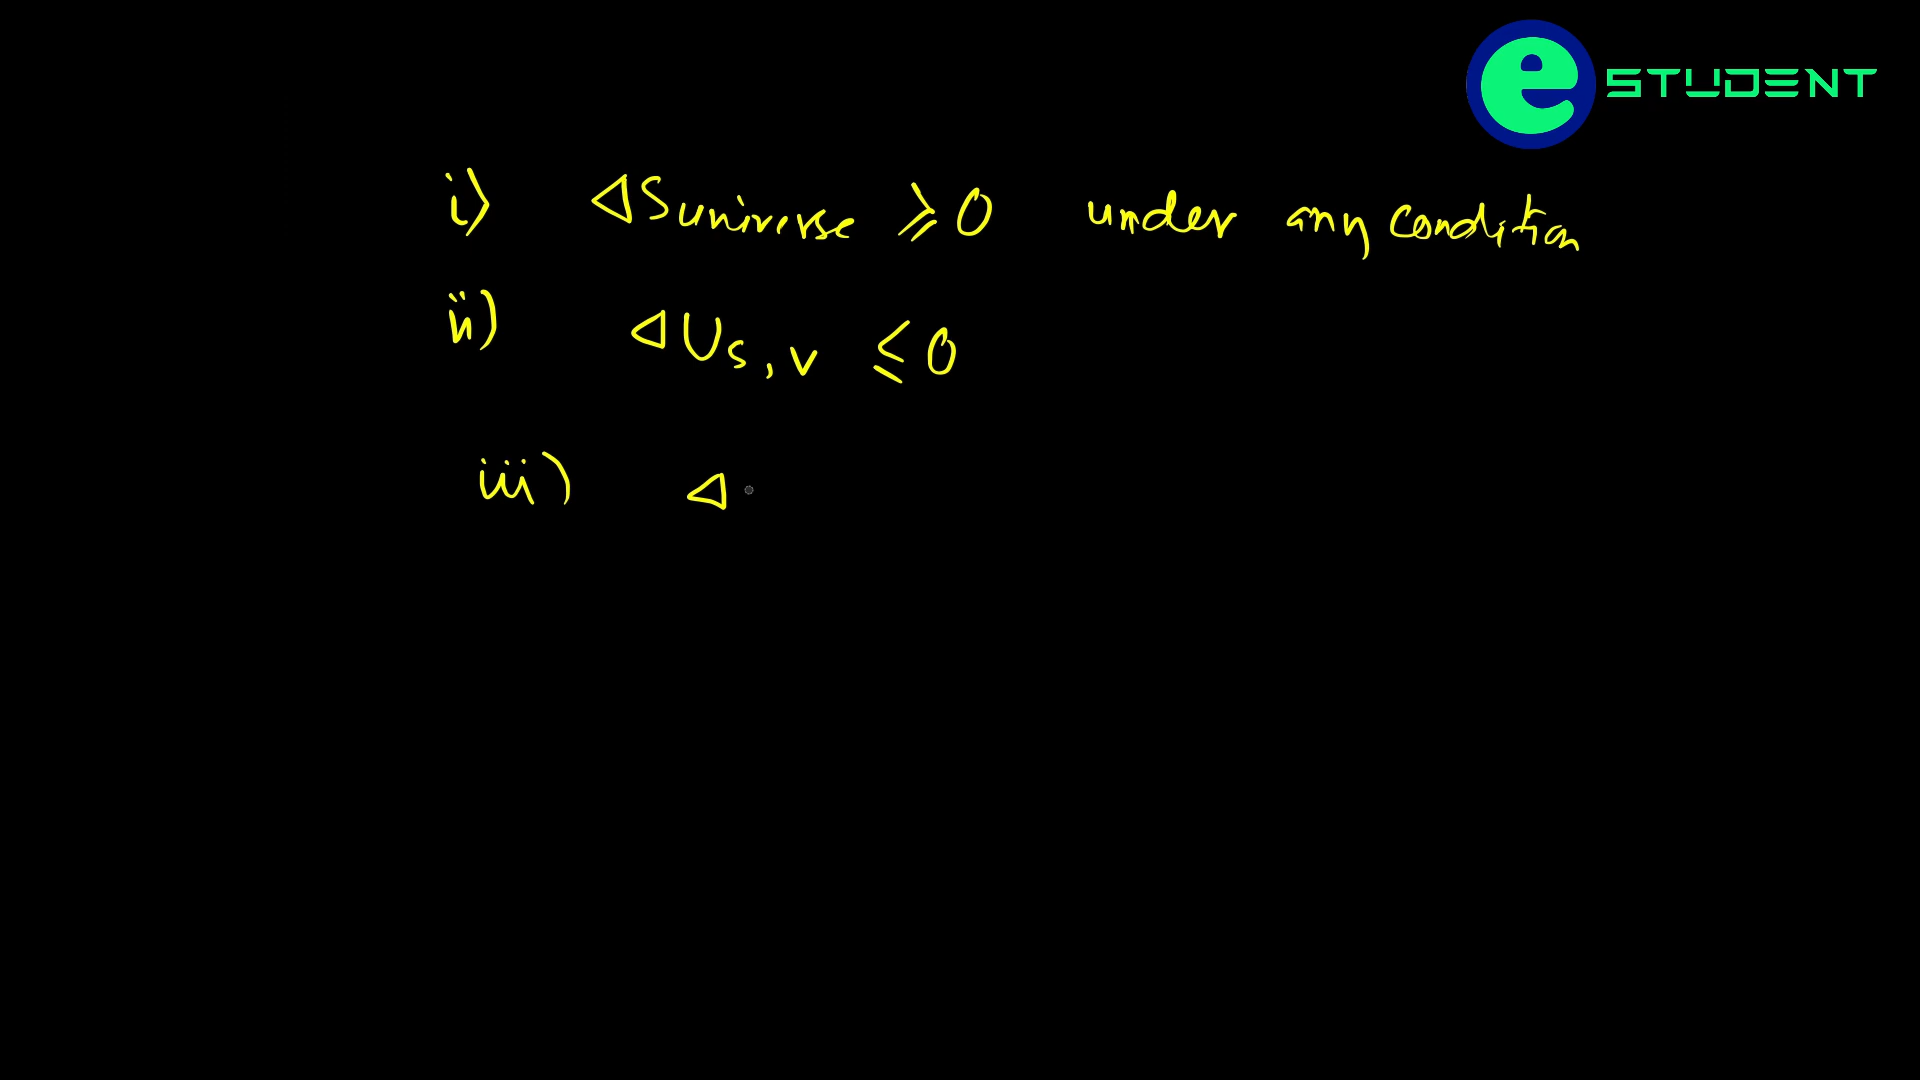 e STUDENT
i) ΔSuniverse ⩾ 0 under any condition
ii) ΔUs,v ≤ 0
iii) Δ